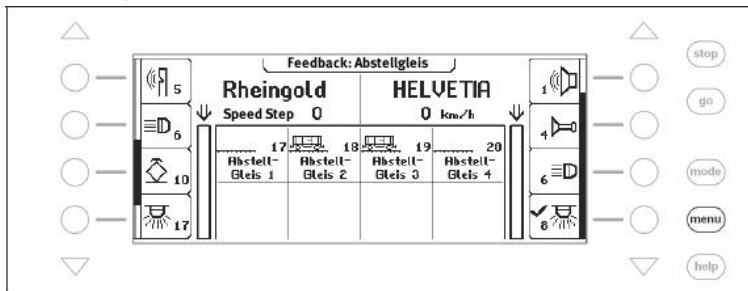 Feedback: Abstellgleis
Rheingold HELVETIA
Speed Step 0 0 km/h
5
6
10
17
17 18 19 20
Abstell-Gleis 1
Abstell-Gleis 2
Abstell-Gleis 3
Abstell-Gleis 4
1
4
6
8
stop
go
mode
menu
help